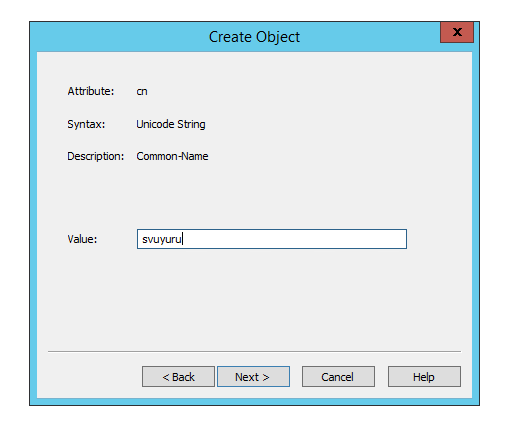 Create Object
x
Attribute: cn
Syntax: Unicode String
Description: Common-Name
Value: svuyuru
< Back Next > Cancel Help